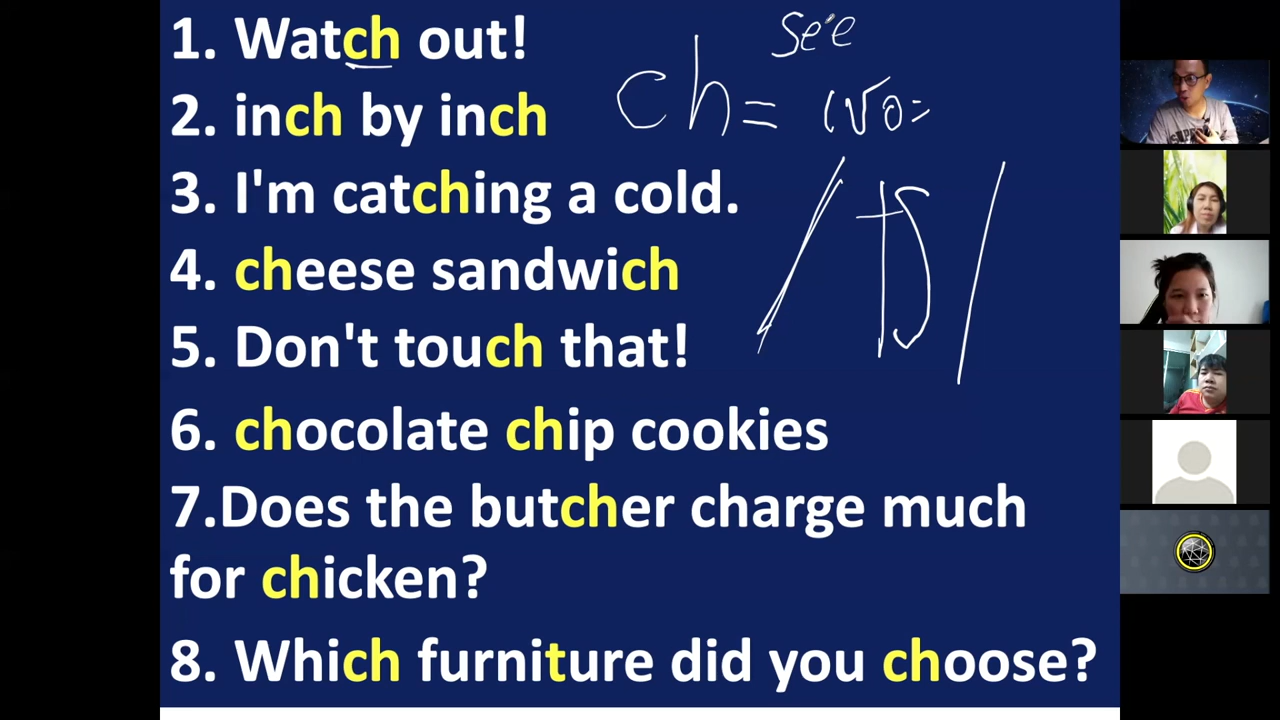 1. Watch out!
see
2. inch by inch
ch=
3. I'm catching a cold.
4. cheese sandwich
5. Don't touch that!
6. chocolate chip cookies
7.Does the butcher charge much
for chicken?
8. Which furniture did you choose?